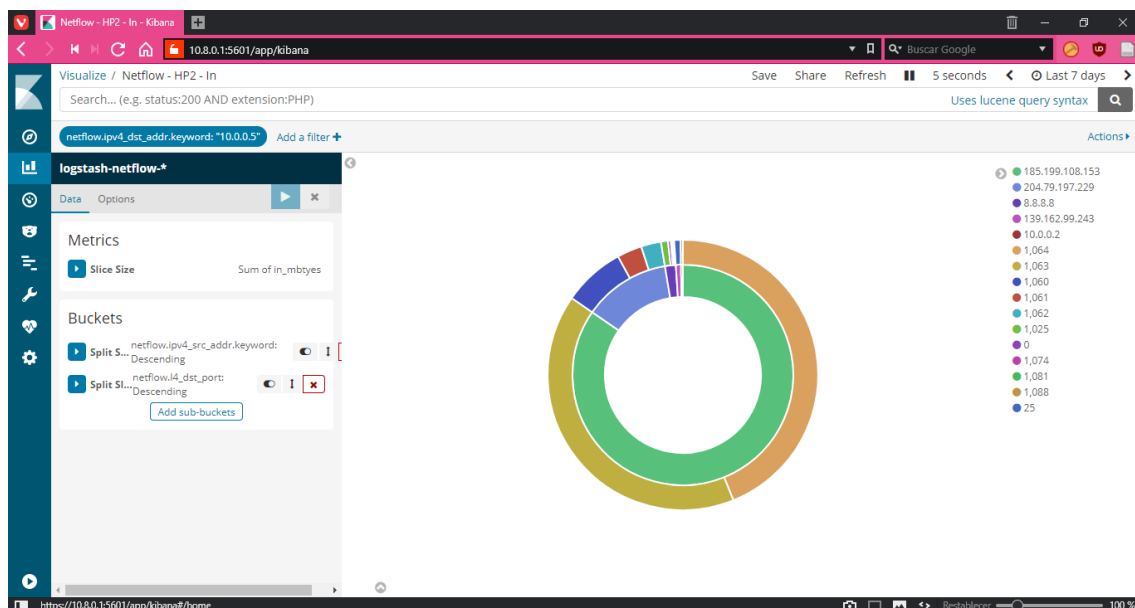 Netflow - HP2 - In - Kibana
10.8.0.1:5601/app/kibana
Buscar Google
Visualize / Netflow - HP2 - In
Save Share Refresh 5 seconds Last 7 days
Search... (e.g. status:200 AND extension:PHP)
Uses lucene query syntax
netflow.ipv4_dst_addr.keyword: "10.0.0.5" Add a filter +
Actions
logstash-netflow-*
Data Options
Metrics
Slice Size Sum of in_mbtyes
Buckets
Split S... netflow.ipv4_src_addr.keyword: Descending
Split Sl... netflow.l4_dst_port: Descending
Add sub-buckets
185.199.108.153
204.79.197.229
8.8.8.8
139.162.99.243
10.0.0.2
1,064
1,063
1,060
1,061
1,062
1,025
0
1,074
1,081
1,088
25
https://10.8.0.1:5601/app/kibana#/home
Restablecer
100 %